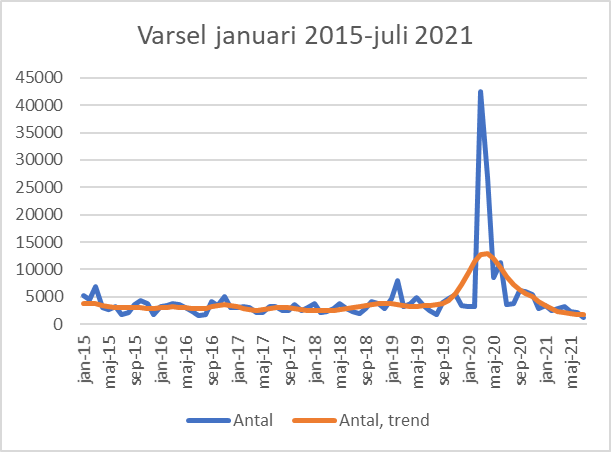 Varsel januari 2015-juli 2021
45000
40000
35000
30000
25000
20000
15000
10000
5000
0
jan-15
maj-15
sep-15
jan-16
maj-16
sep-16
jan-17
maj-17
sep-17
jan-18
maj-18
sep-18
jan-19
maj-19
sep-19
jan-20
maj-20
sep-20
jan-21
maj-21
Antal
Antal, trend